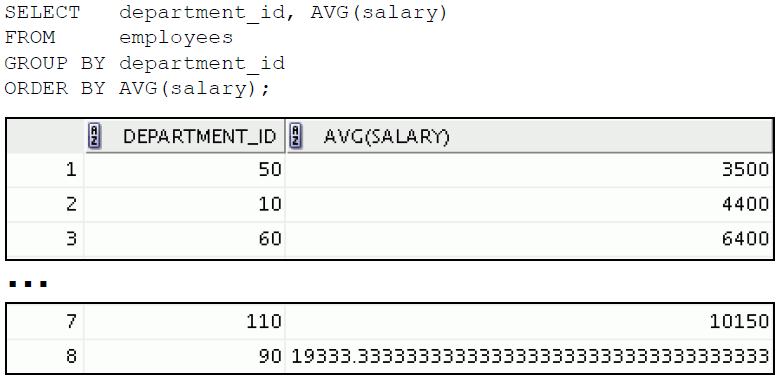 SELECT   department_id, AVG(salary)
FROM     employees
GROUP BY department_id
ORDER BY AVG(salary);
DEPARTMENT_ID AVG(SALARY)
1 50 3500
2 10 4400
3 60 6400
...
7 110 10150
8 90 19333.3333333333333333333333333333333333